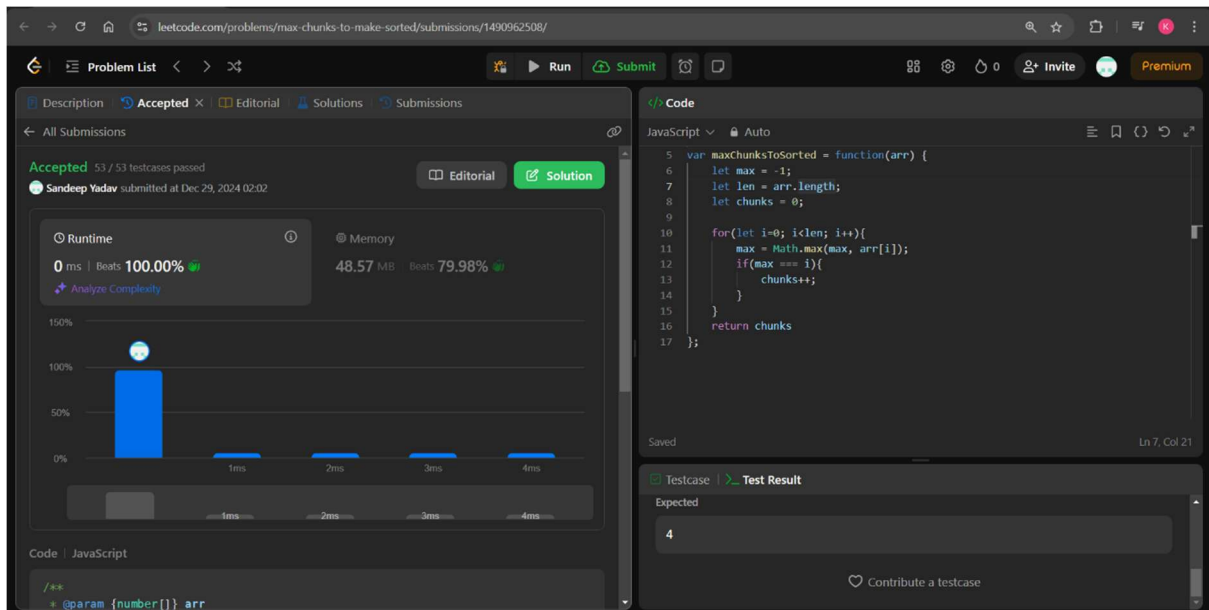 leetcode.com/problems/max-chunks-to-make-sorted/submissions/1490962508/
K
Problem List
Run
Submit
0
Invite
Premium
Description
Accepted
Editorial
Solutions
Submissions
All Submissions
Accepted 53 / 53 testcases passed
Sandeep Yadav submitted at Dec 29, 2024 02:02
Editorial
Solution
Runtime
0 ms | Beats 100.00%
Analyze Complexity
Memory
48.57 MB Beats 79.98%
150%
100%
50%
0%
1ms 2ms 3ms 4ms
1ms 2ms 3ms 4ms
Code | JavaScript
/**
* @param {number[]} arr
</> Code
JavaScript Auto
5 var maxChunksToSorted = function(arr) {
6 let max = -1;
7 let len = arr.length;
8 let chunks = 0;
9
10 for(let i=0; i<len; i++){
11 max = Math.max(max, arr[i]);
12 if(max === i){
13 chunks++;
14 }
15 }
16 return chunks
17 };
Saved
Ln 7, Col 21
Testcase | >_ Test Result
Expected
4
Contribute a testcase